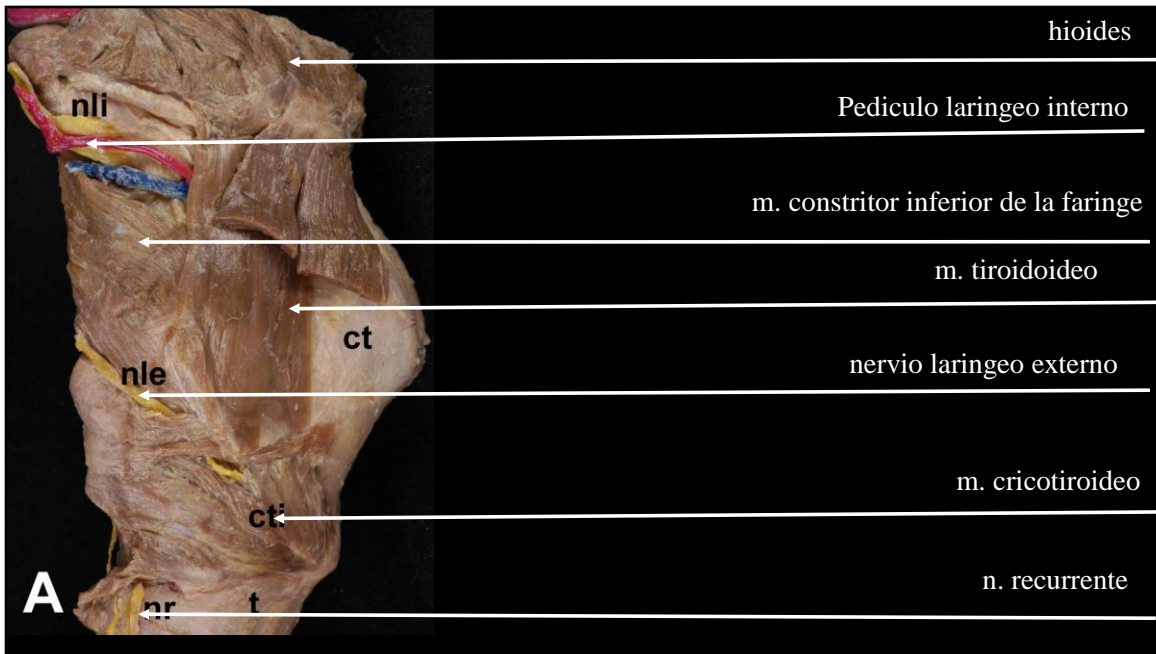 hioides
nli
Pediculo laringeo interno
m. constritor inferior de la faringe
m. tiroidoideo
ct
nle
nervio laringeo externo
m. cricotiroideo
cti
n. recurrente
A
nr
t